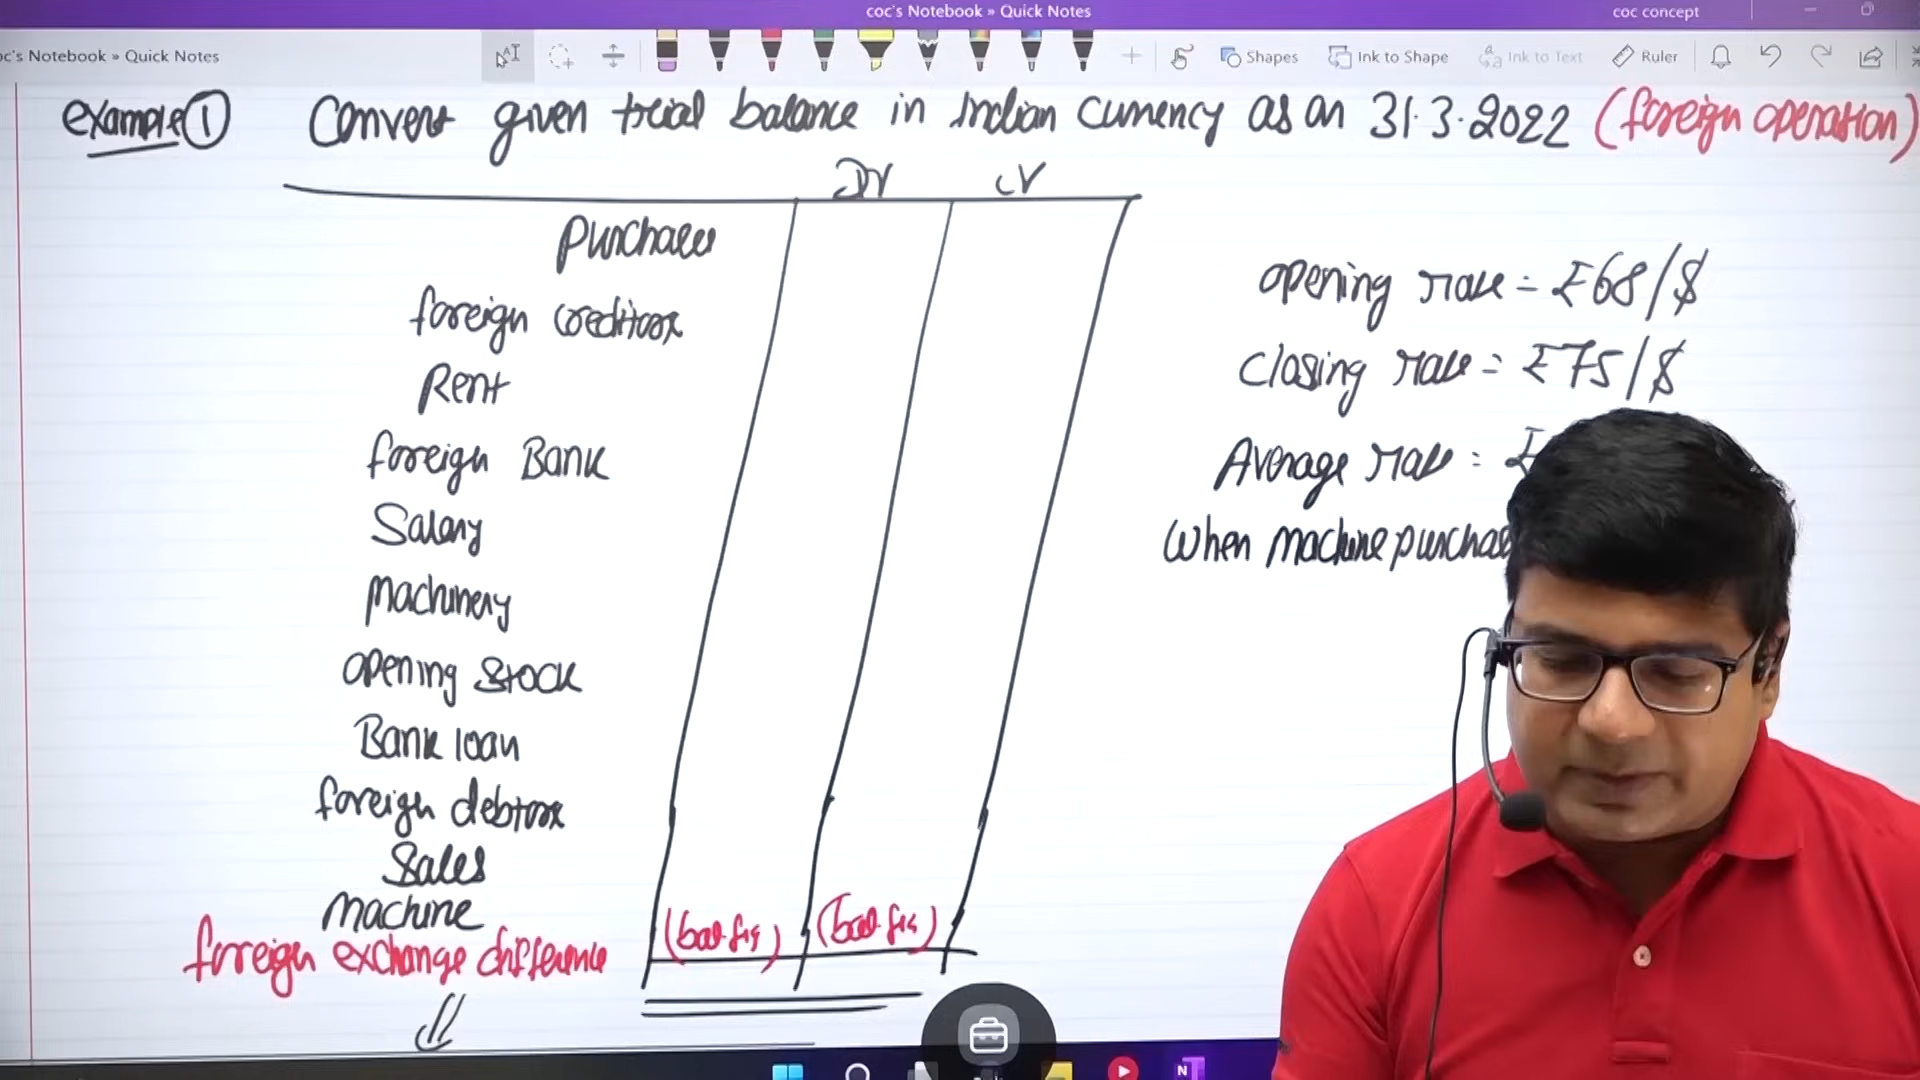 coc's Notebook » Quick Notes
coc concept
oc's Notebook » Quick Notes
Shapes
Ink to Shape
Ink to Text
Ruler
example ① Convert given trial balance in Indian currency as on 31.3.2022 (foreign operation)
Dr Cr
Purchases
foreign creditors
Rent
foreign Bank
Salary
Machinery
opening stock
Bank loan
foreign debtors
Sales
Machine
foreign exchange difference (bal.fig) (bal.fig)
opening rate = ₹68/$
Closing rate = ₹75/$
Average rate = ₹
When machine purchas